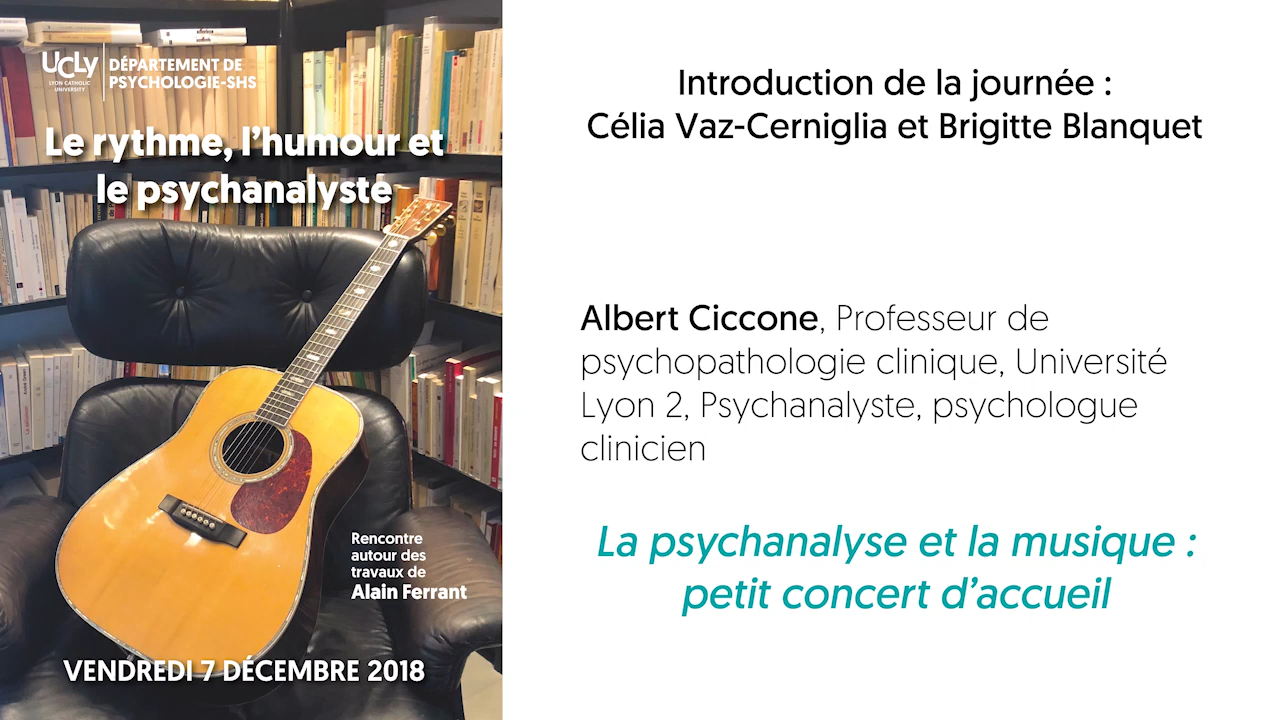 UCLy
LYON CATHOLIC
UNIVERSITY
DÉPARTEMENT DE
PSYCHOLOGIE-SHS
Le rythme, l'humour et
le psychanalyste
Rencontre
autour des
travaux de
Alain Ferrant
VENDREDI 7 DÉCEMBRE 2018
Introduction de la journée :
Célia Vaz-Cerniglia et Brigitte Blanquet
Albert Ciccone, Professeur de
psychopathologie clinique, Université
Lyon 2, Psychanalyste, psychologue
clinicien
La psychanalyse et la musique :
petit concert d'accueil